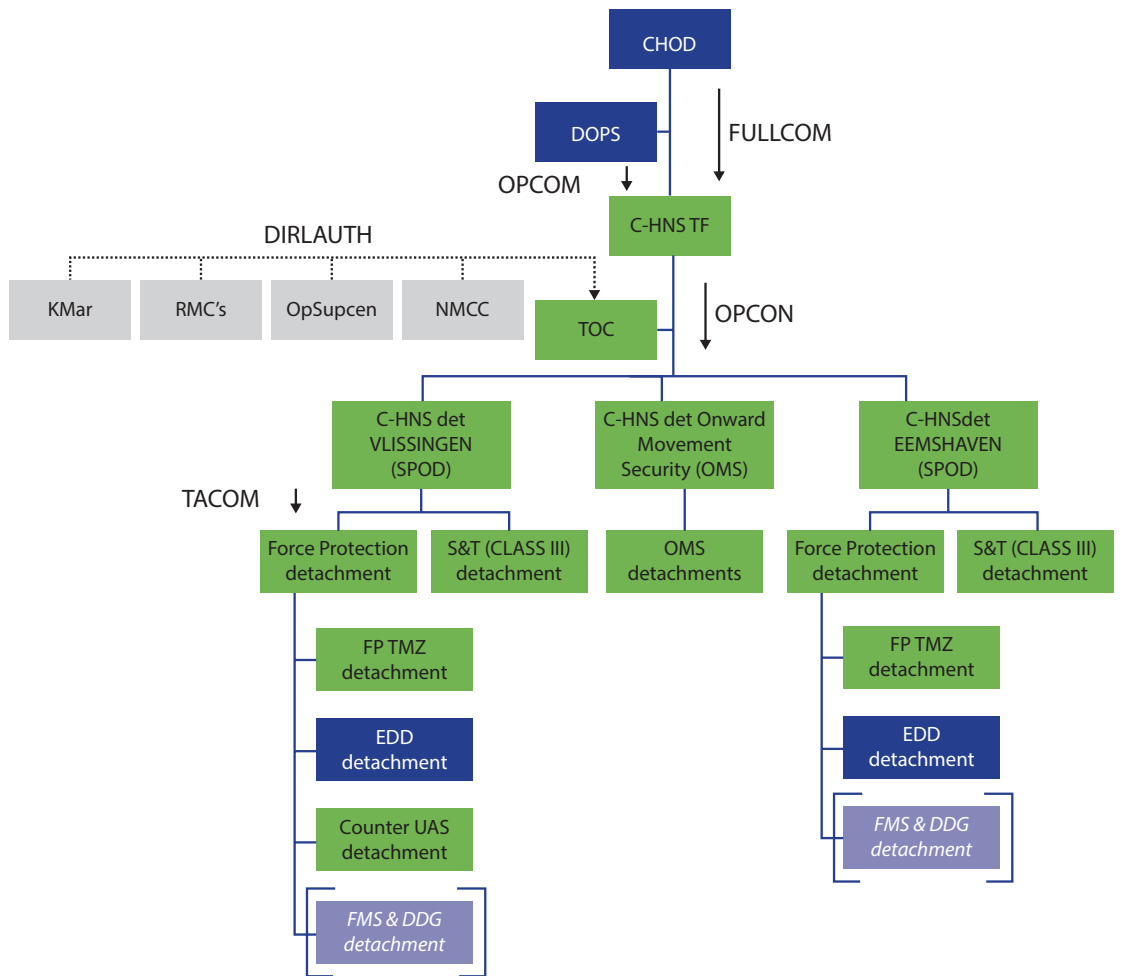 CHOD
DOPS
FULLCOM
OPCOM
C-HNS TF
DIRLAUTH
KMar
RMC's
OpSupcen
NMCC
TOC
OPCON
C-HNS det
VLISSINGEN
(SPOD)
C-HNS det Onward
Movement
Security (OMS)
C-HNSdet
EEMSHAVEN
(SPOD)
TACOM
Force Protection
detachment
S&T (CLASS III)
detachment
OMS
detachments
Force Protection
detachment
S&T (CLASS III)
detachment
FP TMZ
detachment
EDD
detachment
Counter UAS
detachment
FMS & DDG
detachment
FP TMZ
detachment
EDD
detachment
FMS & DDG
detachment